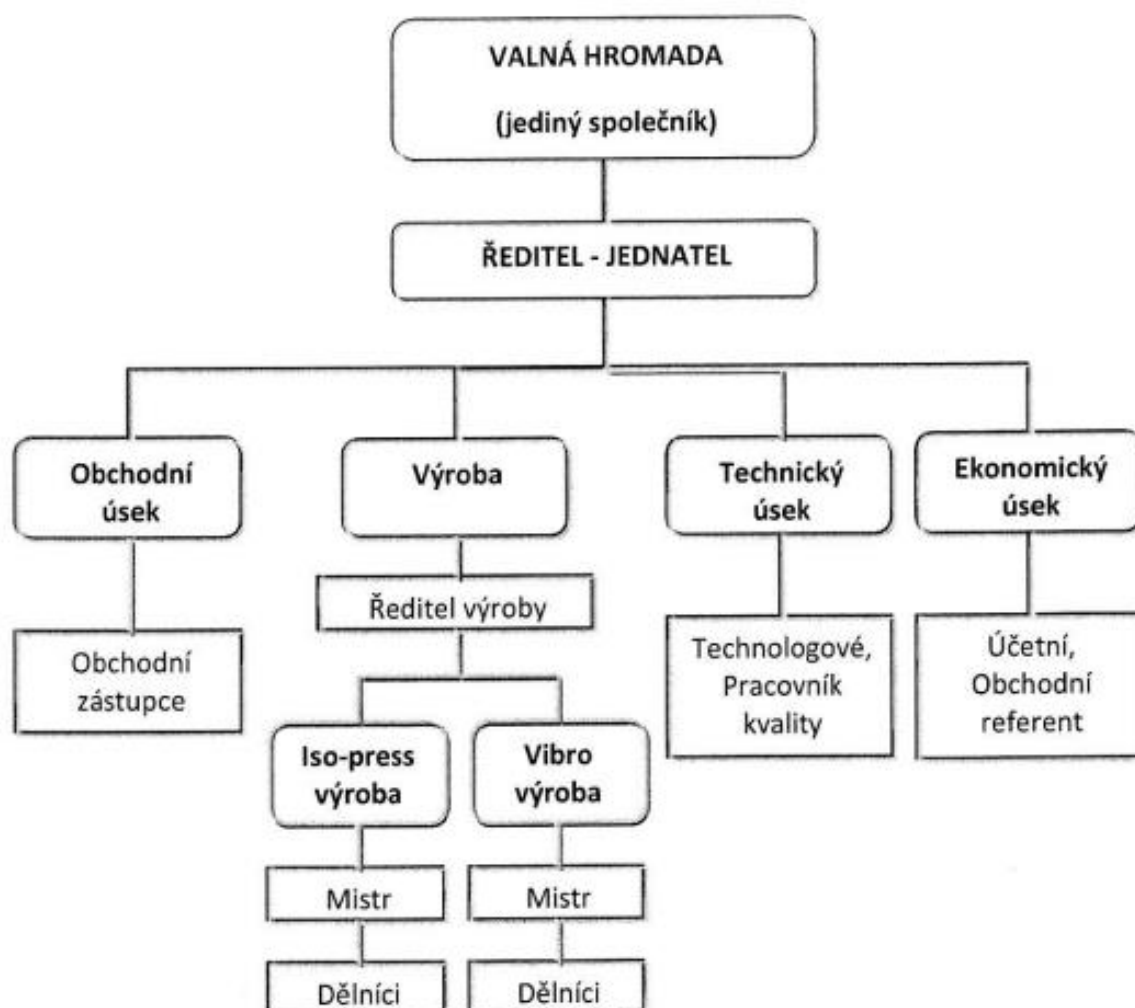 VALNÁ HROMADA
(jediný společník)
ŘEDITEL - JEDNATEL
Obchodní
úsek
Výroba
Technický
úsek
Ekonomický
úsek
Ředitel výroby
Obchodní
zástupce
Technologové,
Pracovník
kvality
Účetní,
Obchodní
referent
Iso-press
výroba
Vibro
výroba
Mistr
Mistr
Dělníci
Dělníci